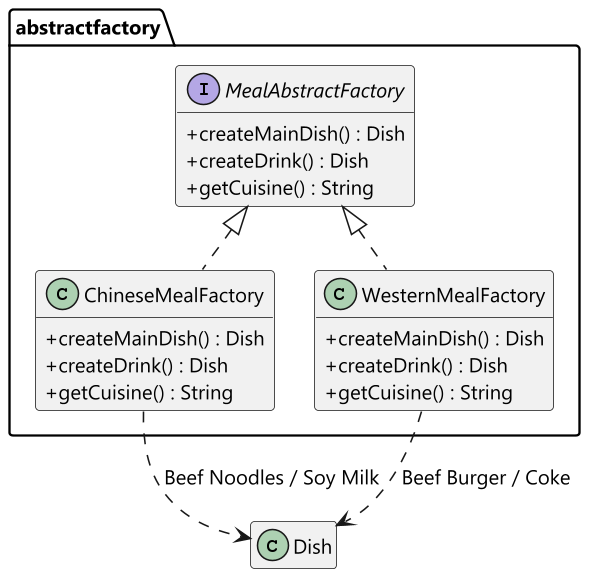 abstractfactory
I MealAbstractFactory
+createMainDish() : Dish
+createDrink() : Dish
+getCuisine() : String
C ChineseMealFactory
+createMainDish() : Dish
+createDrink() : Dish
+getCuisine() : String
C WesternMealFactory
+createMainDish() : Dish
+createDrink() : Dish
+getCuisine() : String
Beef Noodles / Soy Milk
Beef Burger / Coke
C Dish